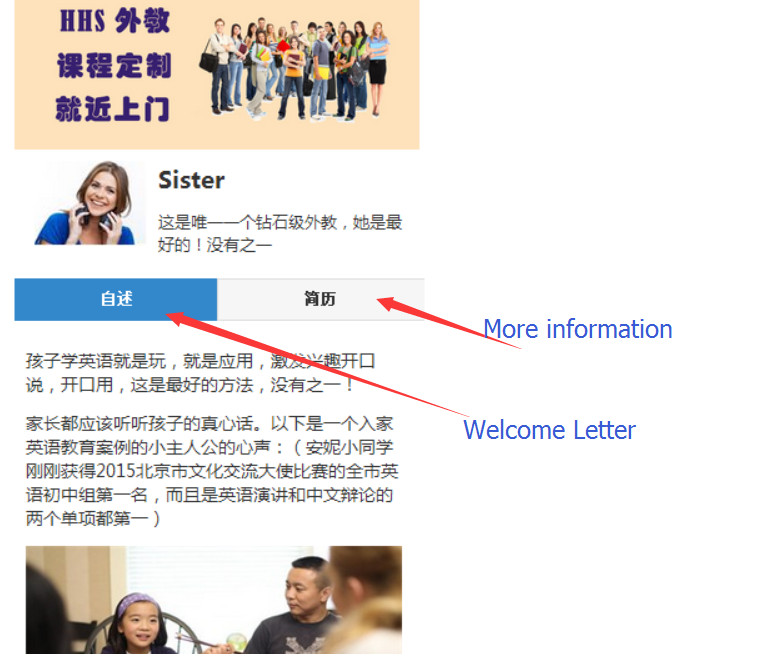 HHS 外教
课程定制
就近上门
Sister
这是唯一一个钻石级外教，她是最
好的！没有之一
自述
简历
More information
孩子学英语就是玩，就是应用，激发兴趣开口
说，开口用，这是最好的方法，没有之一！
Welcome Letter
家长都应该听听孩子的真心话。以下是一个入家
英语教育案例的小主人公的心声：（安妮小同学
刚刚获得2015北京市文化交流大使比赛的全市英
语初中组第一名，而且是英语演讲和中文辩论的
两个单项都第一）